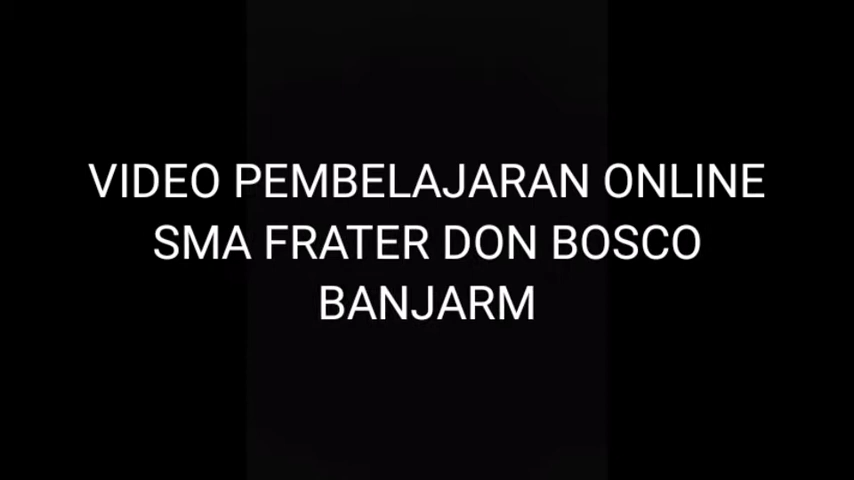 VIDEO PEMBELAJARAN ONLINE
SMA FRATER DON BOSCO
BANJARM